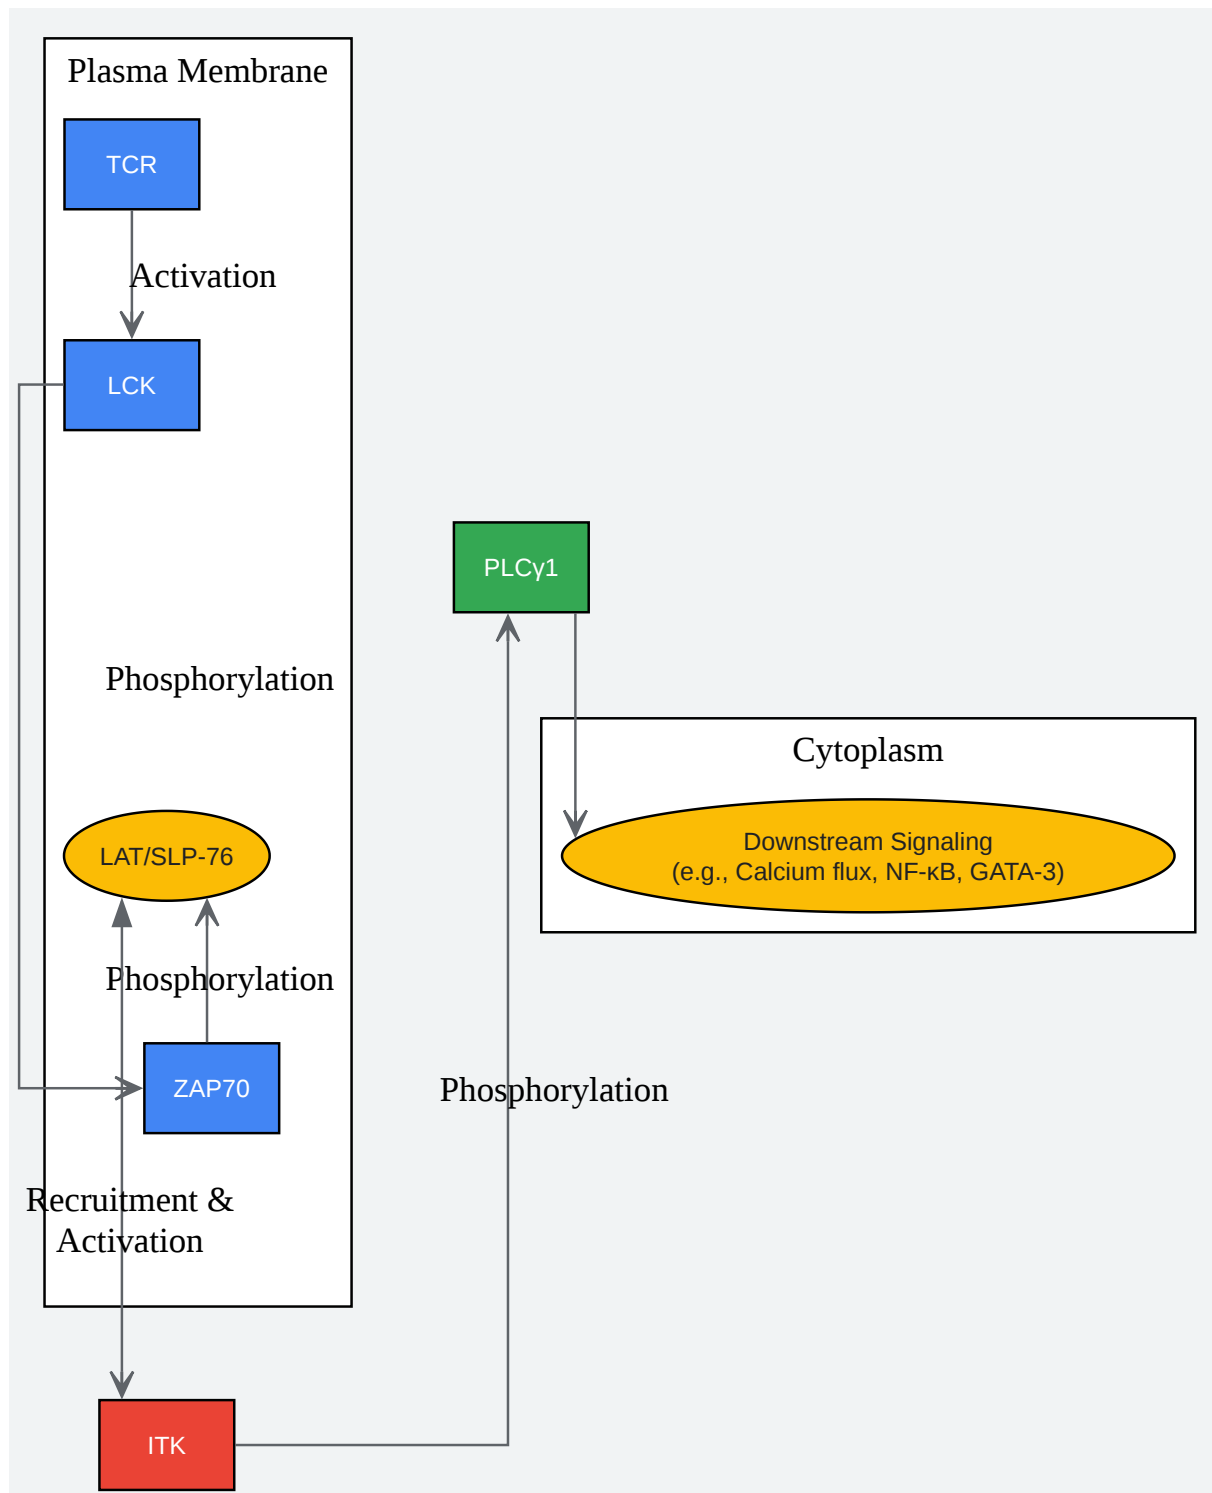 Plasma Membrane
TCR
Activation
LCK
PLCγ1
Phosphorylation
Cytoplasm
LAT/SLP-76
Downstream Signaling
(e.g., Calcium flux, NF-κB, GATA-3)
Phosphorylation
ZAP70
Phosphorylation
Recruitment &
Activation
ITK